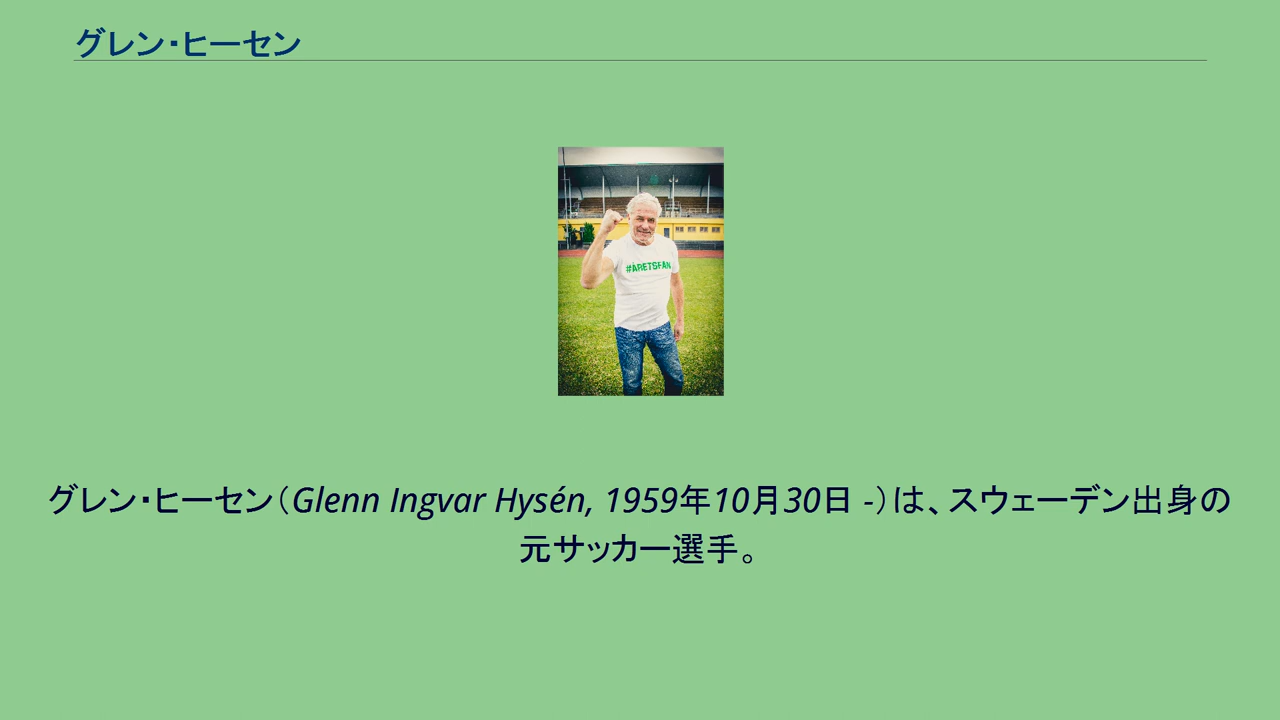 グレン・ヒーセン
#ÅRETSFAN
グレン・ヒーセン（Glenn Ingvar Hysén, 1959年10月30日 -）は、スウェーデン出身の
元サッカー選手。